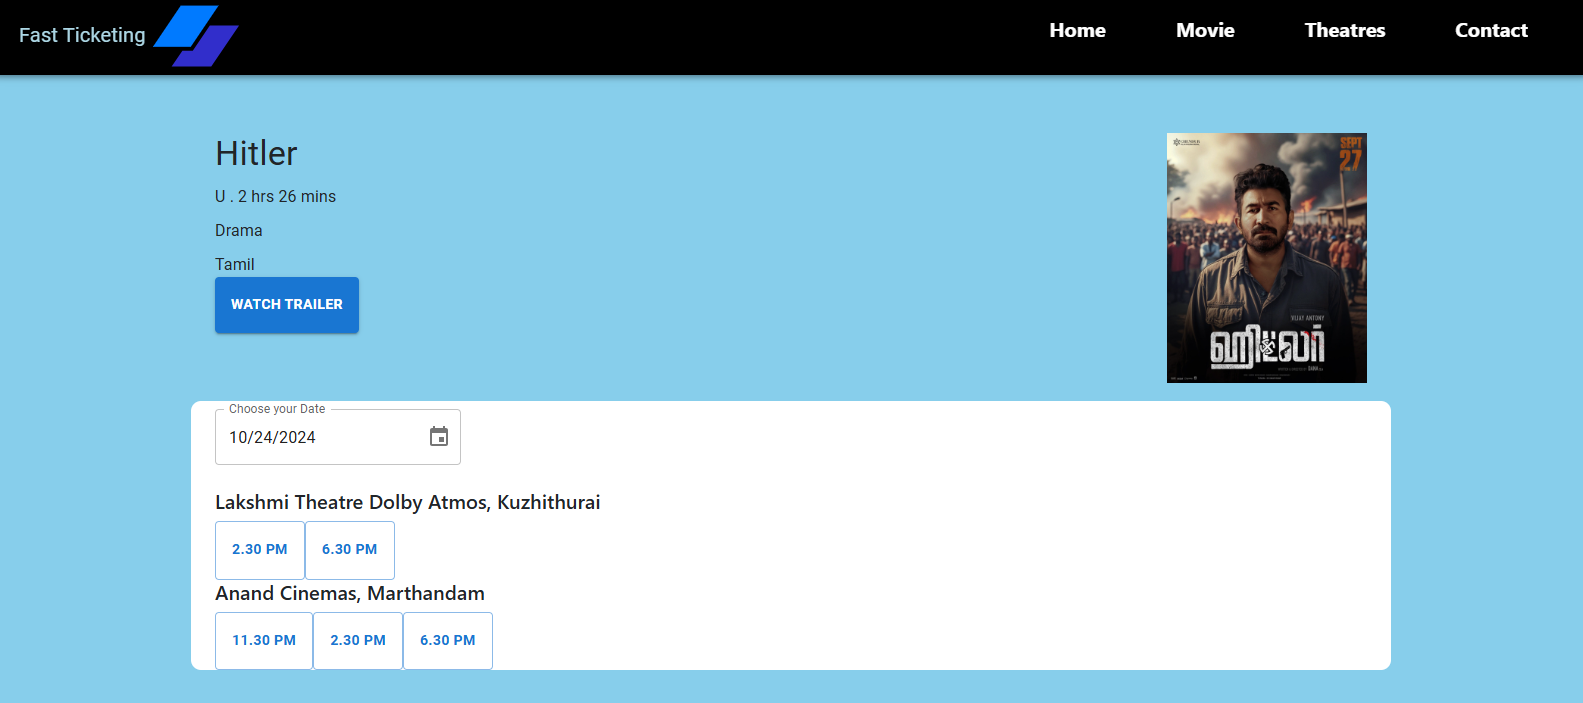 Fast Ticketing
Home Movie Theatres Contact
Hitler
U . 2 hrs 26 mins
Drama
Tamil
WATCH TRAILER
SEPT
27
VIJAY ANTONY
ஹிட்லர்
Choose your Date
10/24/2024
Lakshmi Theatre Dolby Atmos, Kuzhithurai
2.30 PM 6.30 PM
Anand Cinemas, Marthandam
11.30 PM 2.30 PM 6.30 PM